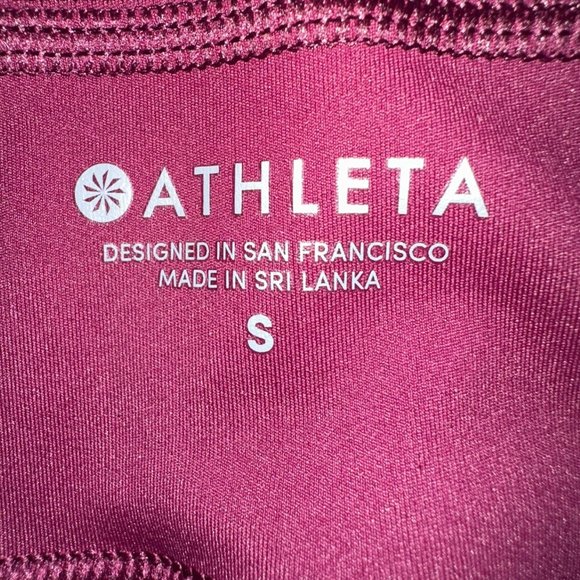 ATHLETA
DESIGNED IN SAN FRANCISCO
MADE IN SRI LANKA
S